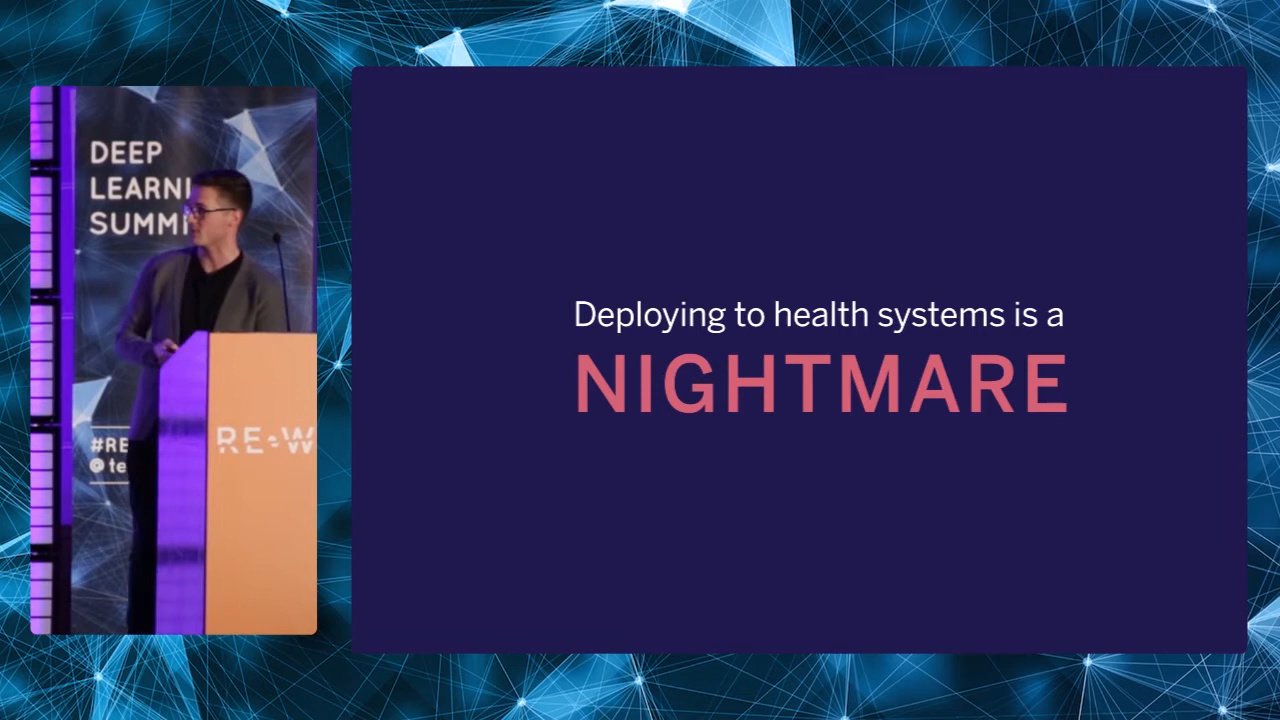 DEEP
LEARNI
SUMMI
#RE
@te
RE•W
Deploying to health systems is a
NIGHTMARE